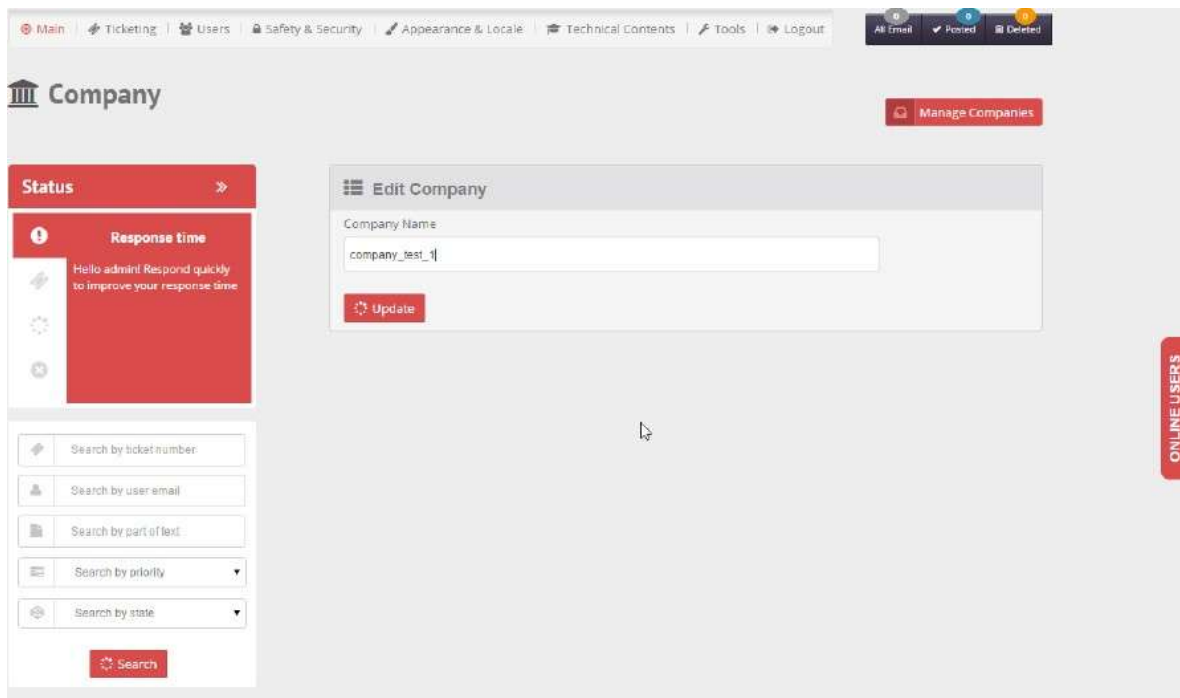 Main
Ticketing
Users
Safety & Security
Appearance & Locale
Technical Contents
Tools
Logout
0
0
0
All Email
Posted
Deleted
Company
Manage Companies
Status
Response time
Hello admin! Respond quickly
to improve your response time
Edit Company
Company Name
company_test_1
Update
ONLINE USERS
Search by ticket number
Search by user email
Search by part of text
Search by priority
Search by state
Search